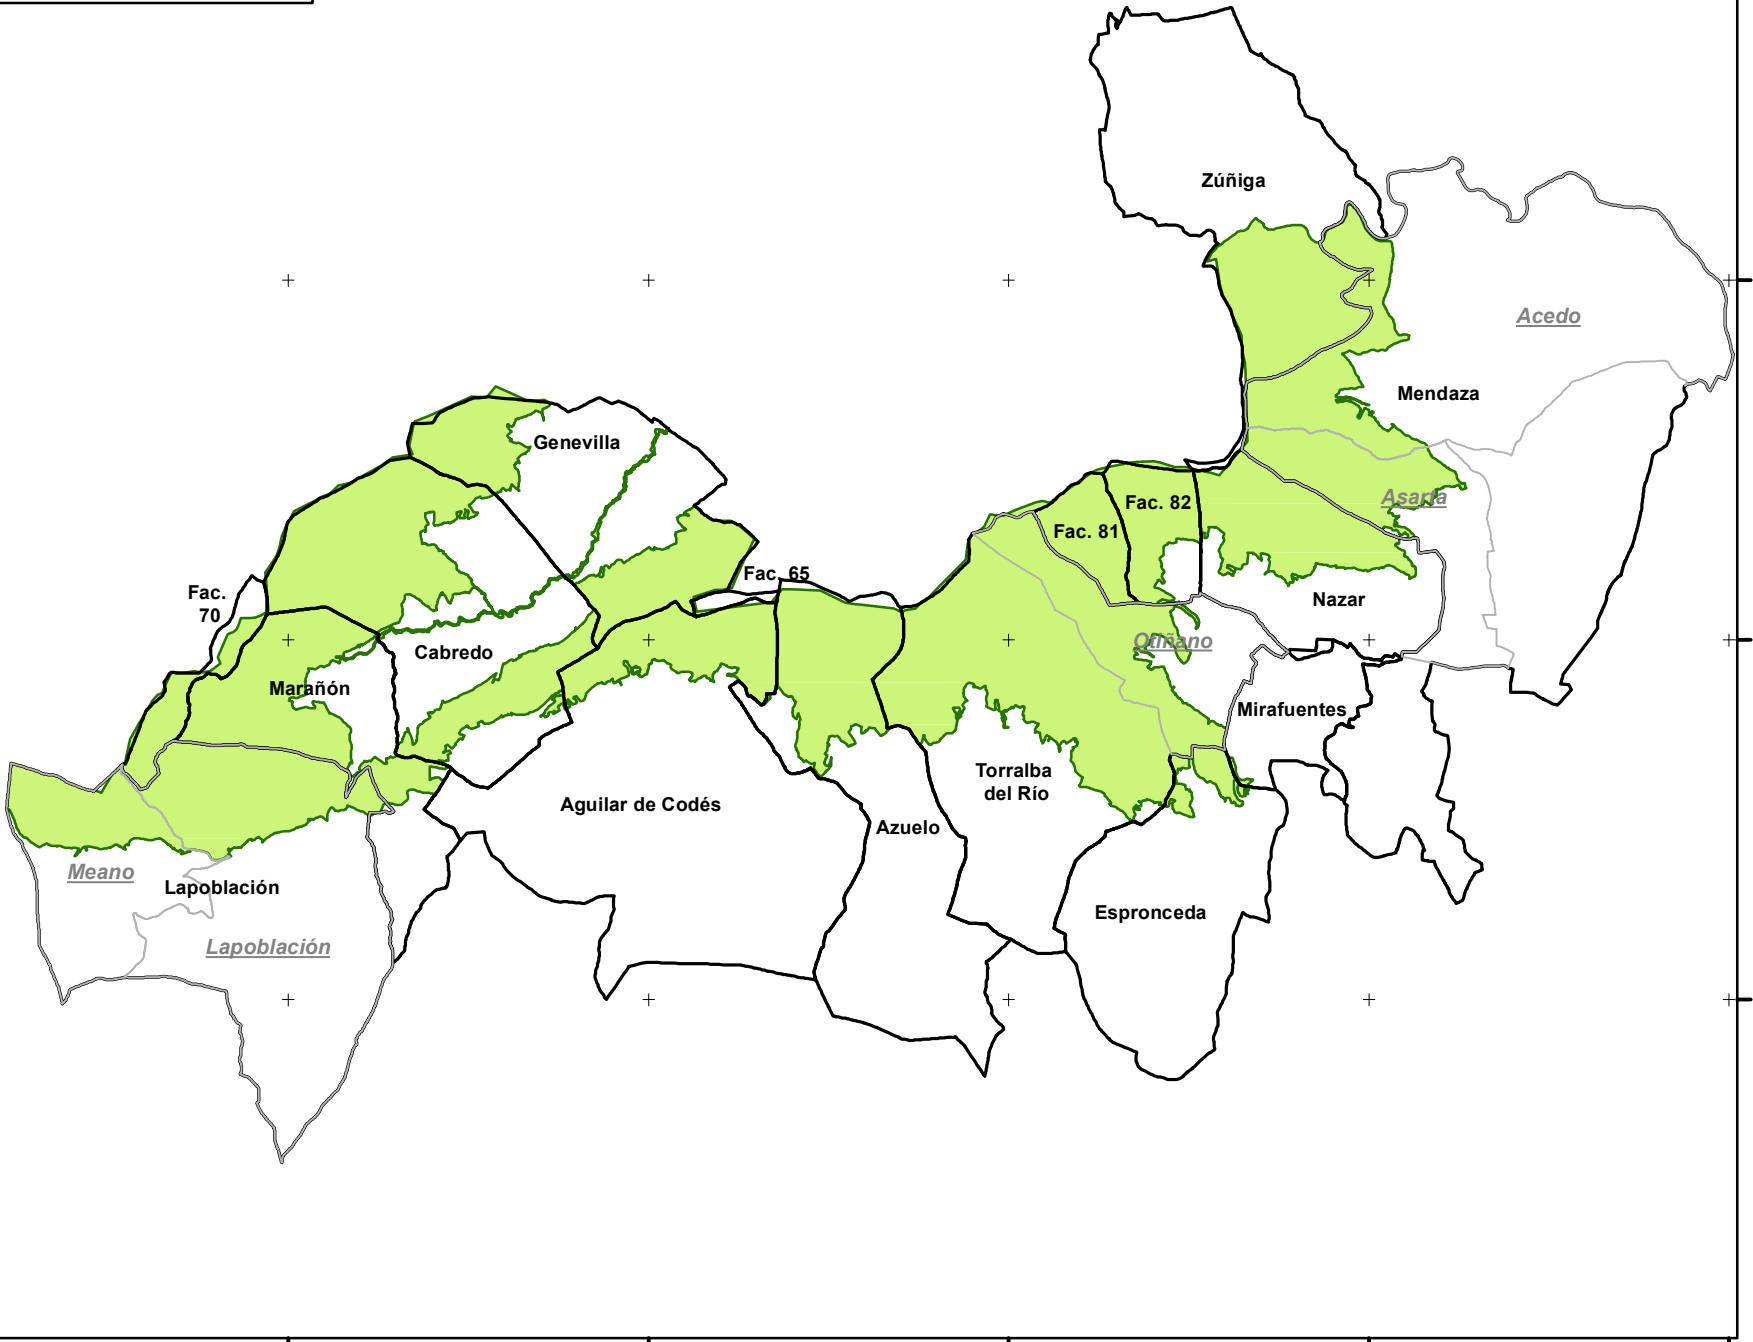 Zúñiga
Acedo
Mendaza
Genevilla
Asarta
Fac. 82
Fac. 81
Fac. 65
Fac.
70
Nazar
Otiñano
Cabredo
Marañón
Mirafuentes
Torralba
del Río
Aguilar de Codés
Azuelo
Meano
Lapoblación
Espronceda
Lapoblación